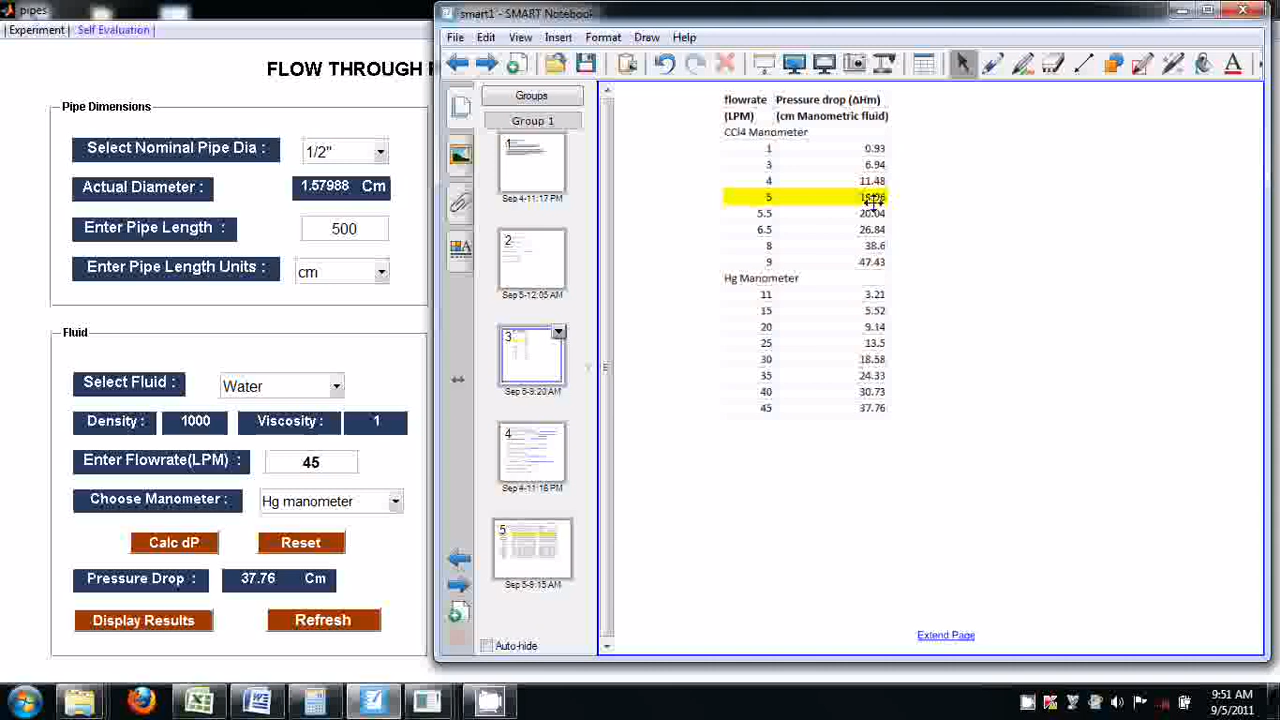 pipes
Experiment | Self Evaluation |
FLOW THROUGH
Pipe Dimensions
Select Nominal Pipe Dia : 1/2"
Actual Diameter : 1.57988 Cm
Enter Pipe Length : 500
Enter Pipe Length Units : cm
Fluid
Select Fluid : Water
Density : 1000 Viscosity : 1
Enter Flowrate(LPM) : 45
Choose Manometer : Hg manometer
Calc dP Reset
Pressure Drop : 37.76 Cm
Display Results Refresh
smart1 - SMART Notebook
File Edit View Insert Format Draw Help
Groups
Group 1
1
Sep 4-11:17 PM
2
Sep 5-12:05 AM
3
Sep 5-9:20 AM
4
Sep 4-11:16 PM
5
Sep 5-9:15 AM
Auto-hide
flowrate Pressure drop (ΔHm)
(LPM) (cm Manometric fluid)
CCl4 Manometer
1 0.93
3 6.94
4 11.48
5
5.5 20.04
6.5 26.84
8 38.6
9 47.43
Hg Manometer
11 3.21
15 5.52
20 9.14
25 13.5
30 18.58
35 24.33
40 30.73
45 37.76
Extend Page
9:51 AM
9/5/2011